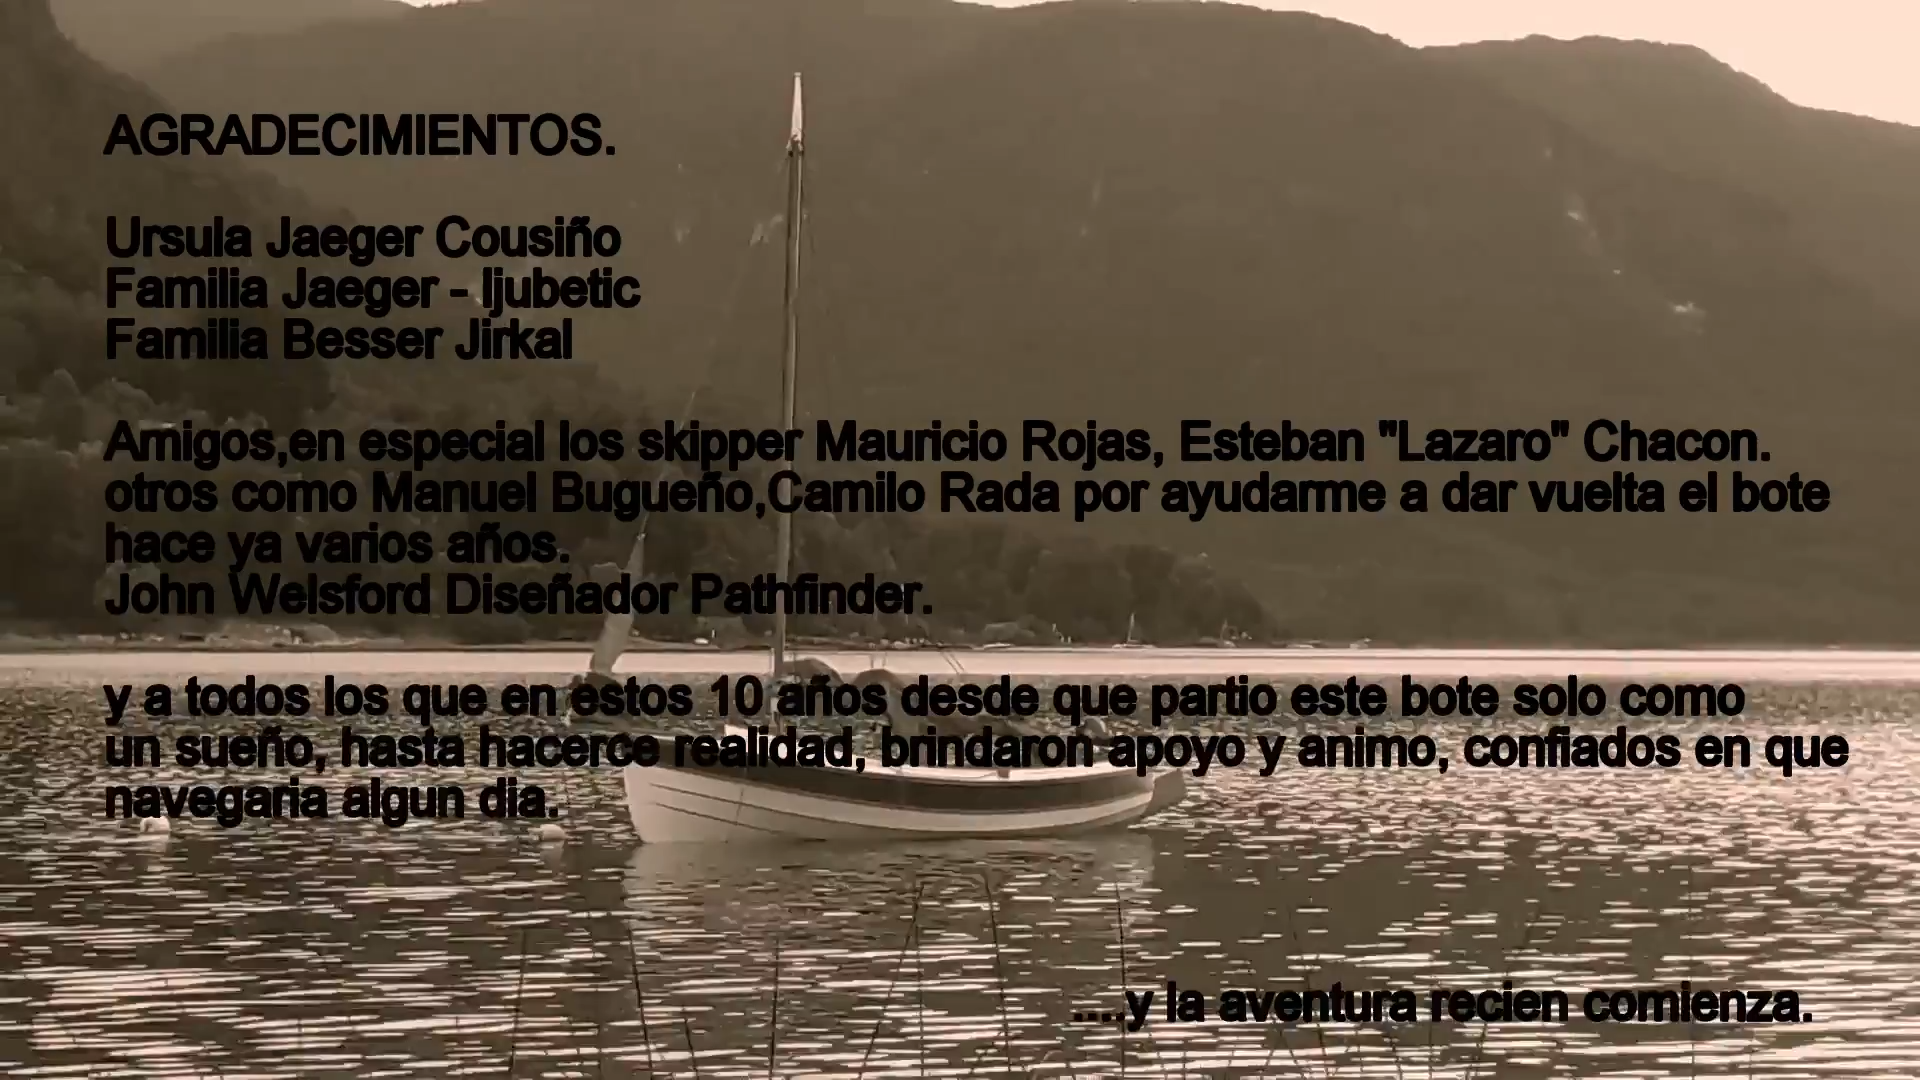 AGRADECIMIENTOS.
Ursula Jaeger Cousiño
Familia Jaeger - ljubetic
Familia Besser Jirkal
Amigos,en especial los skipper Mauricio Rojas, Esteban "Lazaro" Chacon.
otros como Manuel Bugueño,Camilo Rada por ayudarme a dar vuelta el bote
hace ya varios años.
John Welsford Diseñador Pathfinder.
y a todos los que en estos 10 años desde que partio este bote solo como
un sueño, hasta hacerce realidad, brindaron apoyo y animo, confiados en que
navegaria algun dia.
....y la aventura recien comienza.